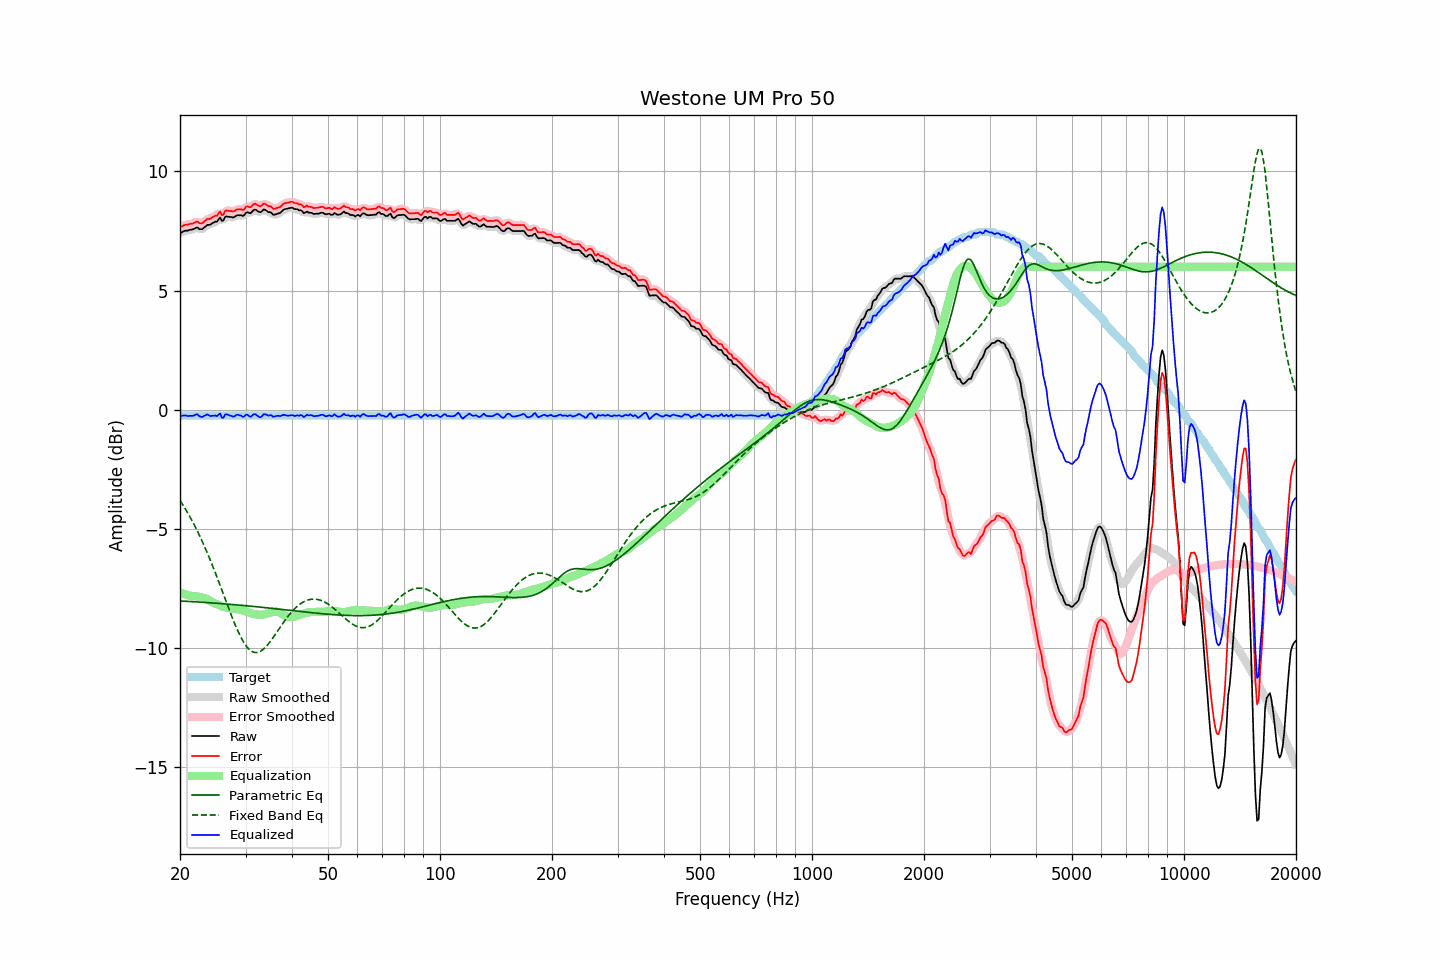 Westone UM Pro 50
Amplitude (dBr)
10
5
0
−5
−10
−15
Target
Raw Smoothed
Error Smoothed
Raw
Error
Equalization
Parametric Eq
Fixed Band Eq
Equalized
20 50 100 200 500 1000 2000 5000 10000 20000
Frequency (Hz)